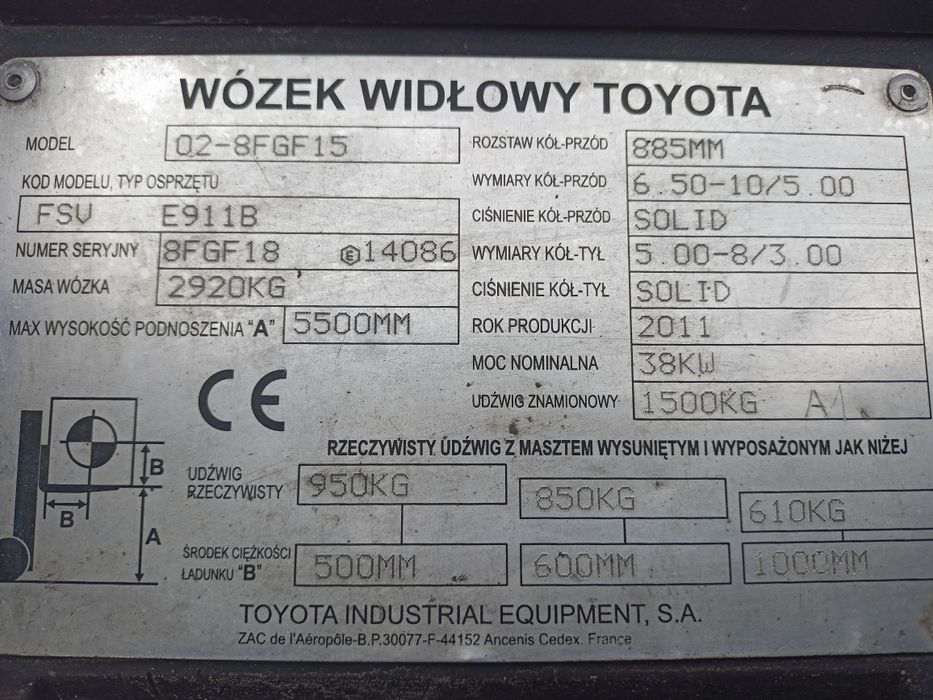 WÓZEK WIDŁOWY TOYOTA
MODEL 02-8FGF15
KOD MODELU, TYP OSPRZĘTU
FSV E911B
NUMER SERYJNY 8FGF18 E 14086
MASA WÓZKA 2920KG
MAX WYSOKOŚĆ PODNOSZENIA "A" 5500MM
ROZSTAW KÓŁ-PRZÓD 885MM
WYMIARY KÓŁ-PRZÓD 6.50-10/5.00
CIŚNIENIE KÓŁ-PRZÓD SOLID
WYMIARY KÓŁ-TYŁ 5.00-8/3.00
CIŚNIENIE KÓŁ-TYŁ SOLID
ROK PRODUKCJI 2011
MOC NOMINALNA 38KW
UDŹWIG ZNAMIONOWY 1500KG A1
CE
B
B
A
RZECZYWISTY UDŹWIG Z MASZTEM WYSUNIĘTYM I WYPOSAŻONYM JAK NIŻEJ
UDŹWIG
RZECZYWISTY 950KG 850KG 610KG
ŚRODEK CIĘŻKOŚCI
ŁADUNKU "B" 500MM 600MM 1000MM
TOYOTA INDUSTRIAL EQUIPMENT, S.A.
ZAC de l'Aéropôle-B.P.30077-F-44152 Ancenis Cedex. France